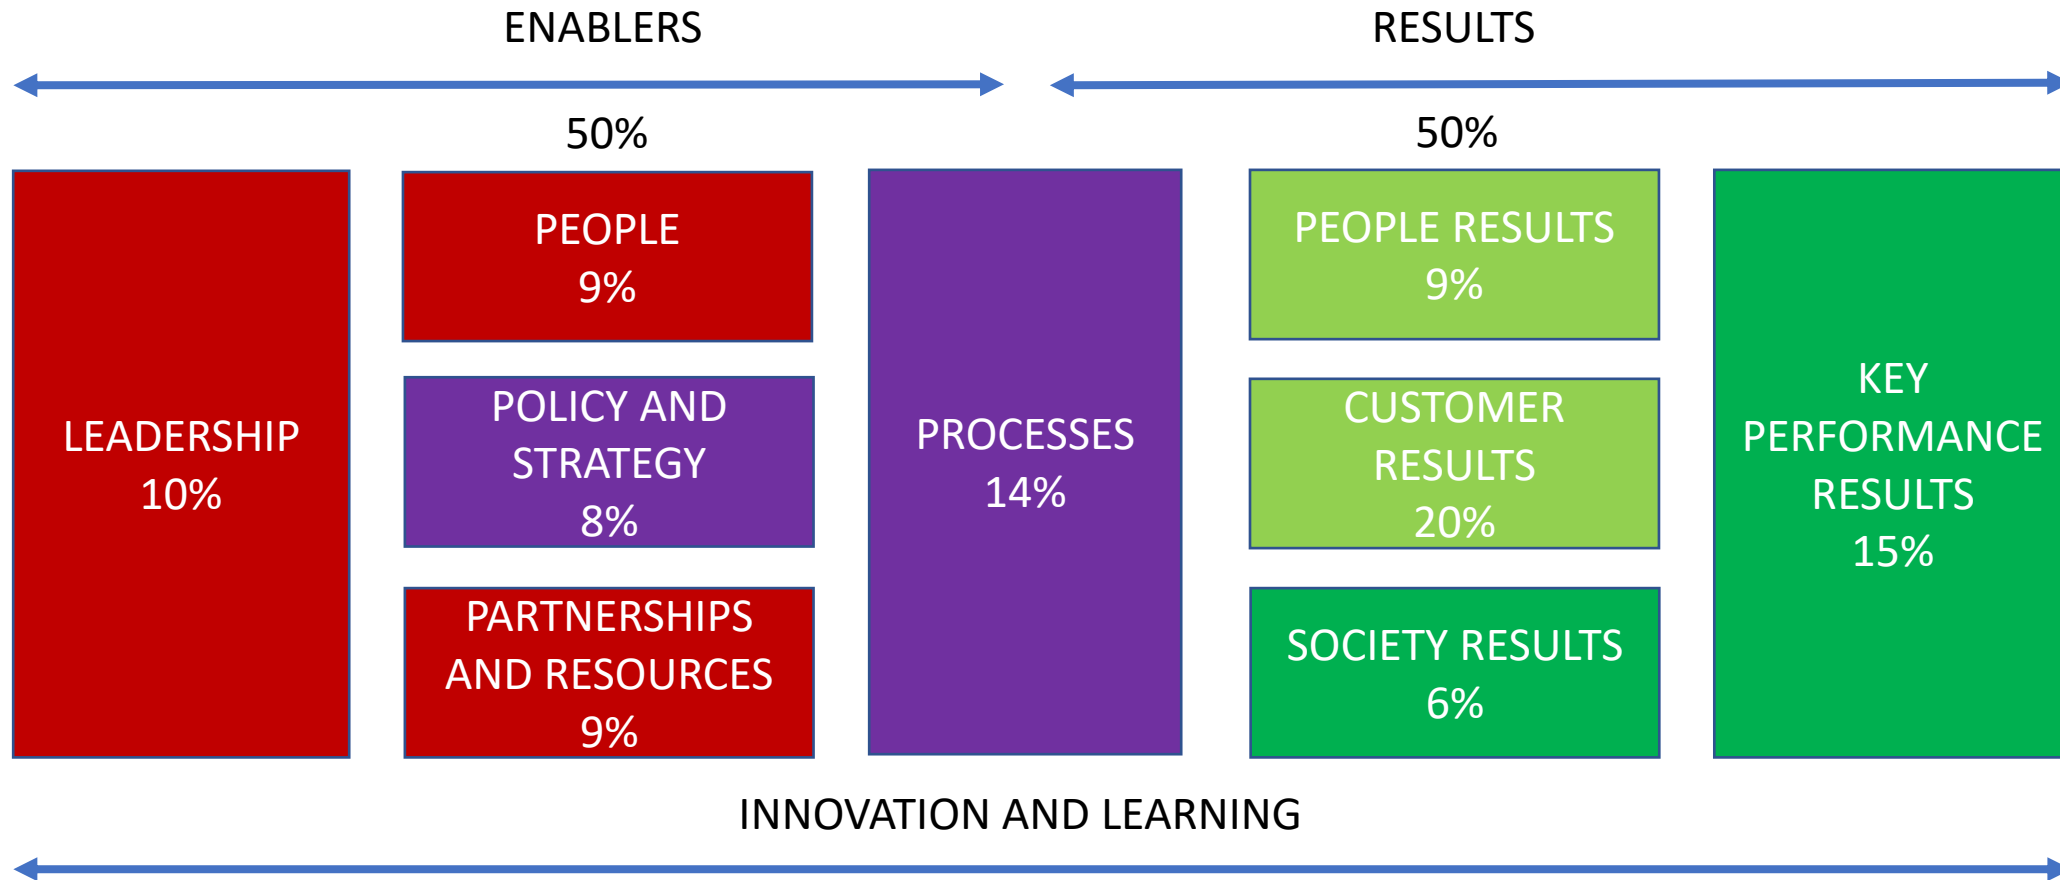 ENABLERS
RESULTS
50%
50%
LEADERSHIP
10%
PEOPLE
9%
POLICY AND
STRATEGY
8%
PARTNERSHIPS
AND RESOURCES
9%
PROCESSES
14%
PEOPLE RESULTS
9%
CUSTOMER
RESULTS
20%
SOCIETY RESULTS
6%
KEY
PERFORMANCE
RESULTS
15%
INNOVATION AND LEARNING